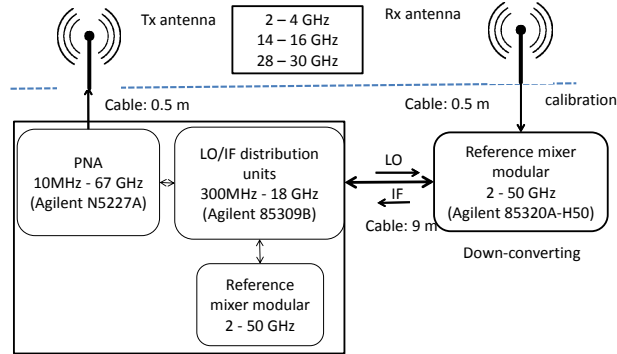 Tx antenna
2 – 4 GHz
14 – 16 GHz
28 – 30 GHz
Rx antenna
Cable: 0.5 m
Cable: 0.5 m
calibration
PNA
10MHz - 67 GHz
(Agilent N5227A)
LO/IF distribution
units
300MHz - 18 GHz
(Agilent 85309B)
LO
IF
Cable: 9 m
Reference mixer
modular
2 - 50 GHz
(Agilent 85320A-H50)
Down-converting
Reference
mixer modular
2 - 50 GHz